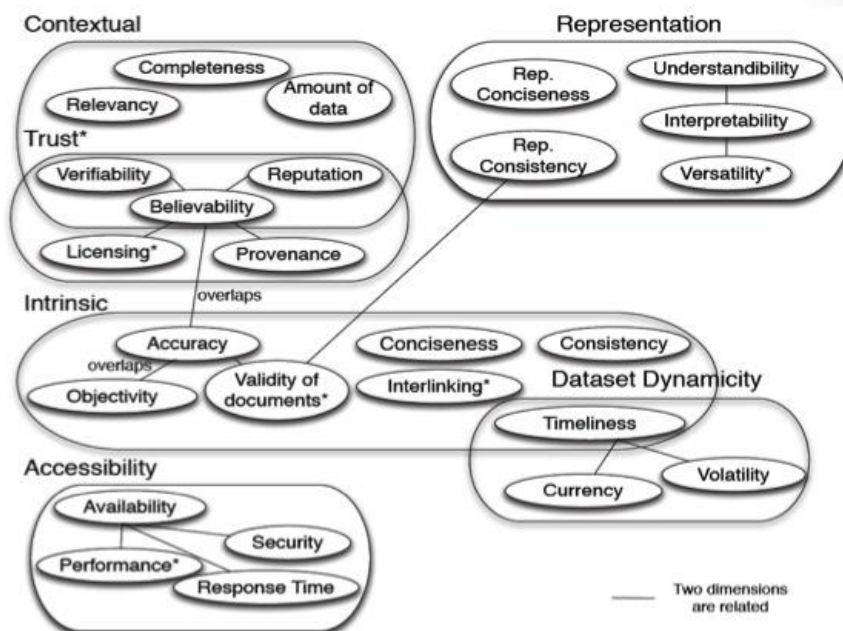 Contextual
Completeness
Relevancy
Amount of
data
Trust*
Verifiability
Reputation
Believability
Licensing*
Provenance
overlaps
Representation
Rep.
Conciseness
Understandibility
Interpretability
Rep.
Consistency
Versatility*
Intrinsic
Accuracy
overlaps
Objectivity
Validity of
documents*
Conciseness
Consistency
Interlinking*
Dataset Dynamicity
Timeliness
Currency
Volatility
Accessibility
Availability
Security
Performance*
Response Time
Two dimensions
are related